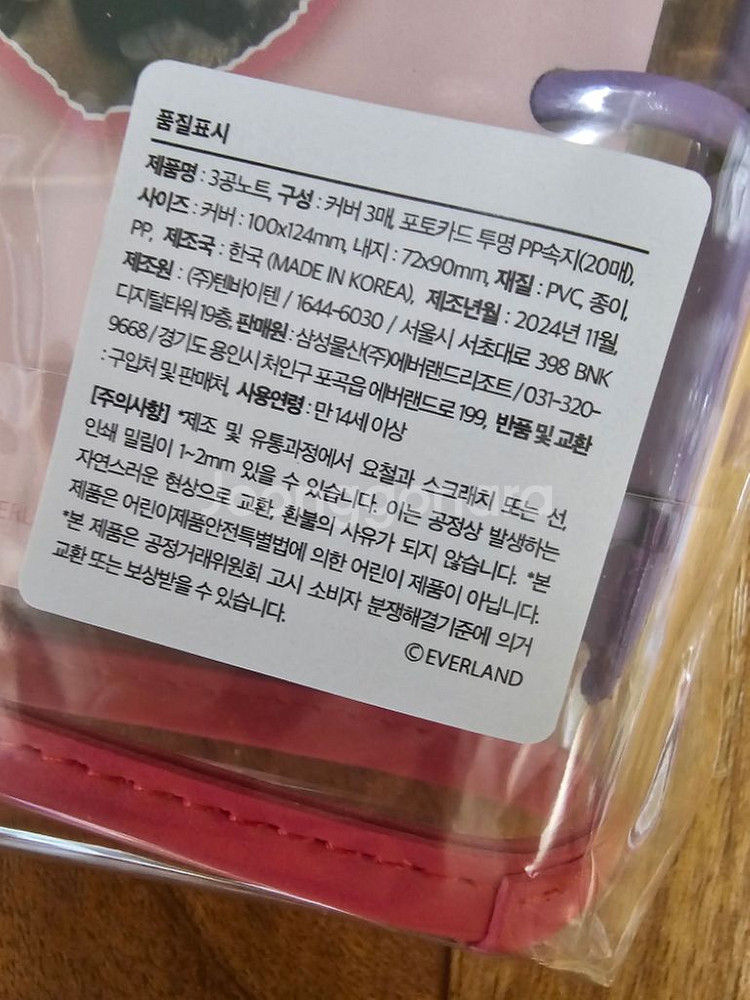 품질표시
제품명 : 3공노트, 구성 : 커버 3매, 포토카드 투명 PP속지(20매),
사이즈 : 커버 : 100x124mm, 내지 : 72x90mm, 재질 : PVC, 종이,
PP, 제조국 : 한국 (MADE IN KOREA), 제조년월 : 2024년 11월,
제조원 : (주)텐바이텐 / 1644-6030 / 서울시 서초대로 398 BNK
디지털타워 19층, 판매원 : 삼성물산(주)에버랜드리조트 / 031-320-
9668 / 경기도 용인시 처인구 포곡읍 에버랜드로 199, 반품 및 교환
: 구입처 및 판매처, 사용연령 : 만 14세 이상
[주의사항] *제조 및 유통과정에서 요철과 스크래치 또는 선,
인쇄 밀림이 1~2mm 있을 수 있습니다. 이는 공정상 발생하는
자연스러운 현상으로 교환, 환불의 사유가 되지 않습니다. *본
제품은 어린이제품안전특별법에 의한 어린이 제품이 아닙니다.
*본 제품은 공정거래위원회 고시 소비자 분쟁해결기준에 의거
교환 또는 보상받을 수 있습니다.
©EVERLAND
Joonggonara